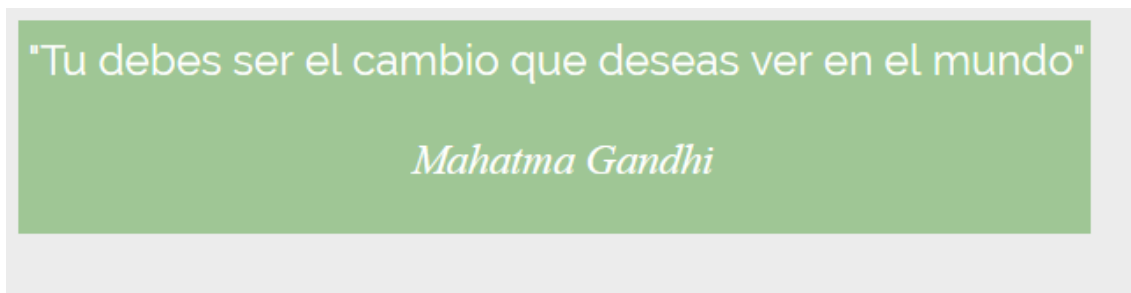 "Tu debes ser el cambio que deseas ver en el mundo"
Mahatma Gandhi